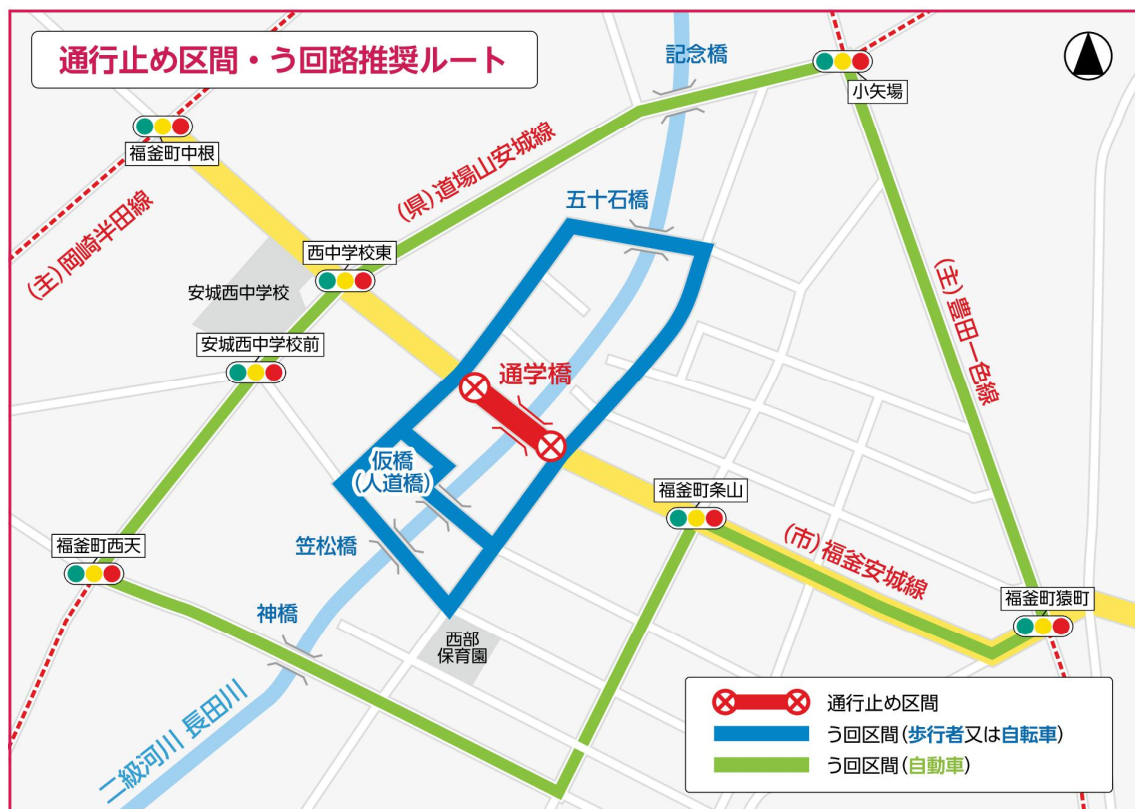 通行止め区間・う回路推奨ルート
記念橋
小矢場
福釜町中根
(県)道場山安城線
(主)岡崎半田線
五十石橋
西中学校東
安城西中学校
(主)豊田一色線
安城西中学校前
通学橋
仮橋
(人道橋)
福釜町条山
笠松橋
(市)福釜安城線
福釜町西天
福釜町猿町
神橋
西部
保育園
二級河川 長田川
通行止め区間
う回区間(歩行者又は自転車)
う回区間(自動車)